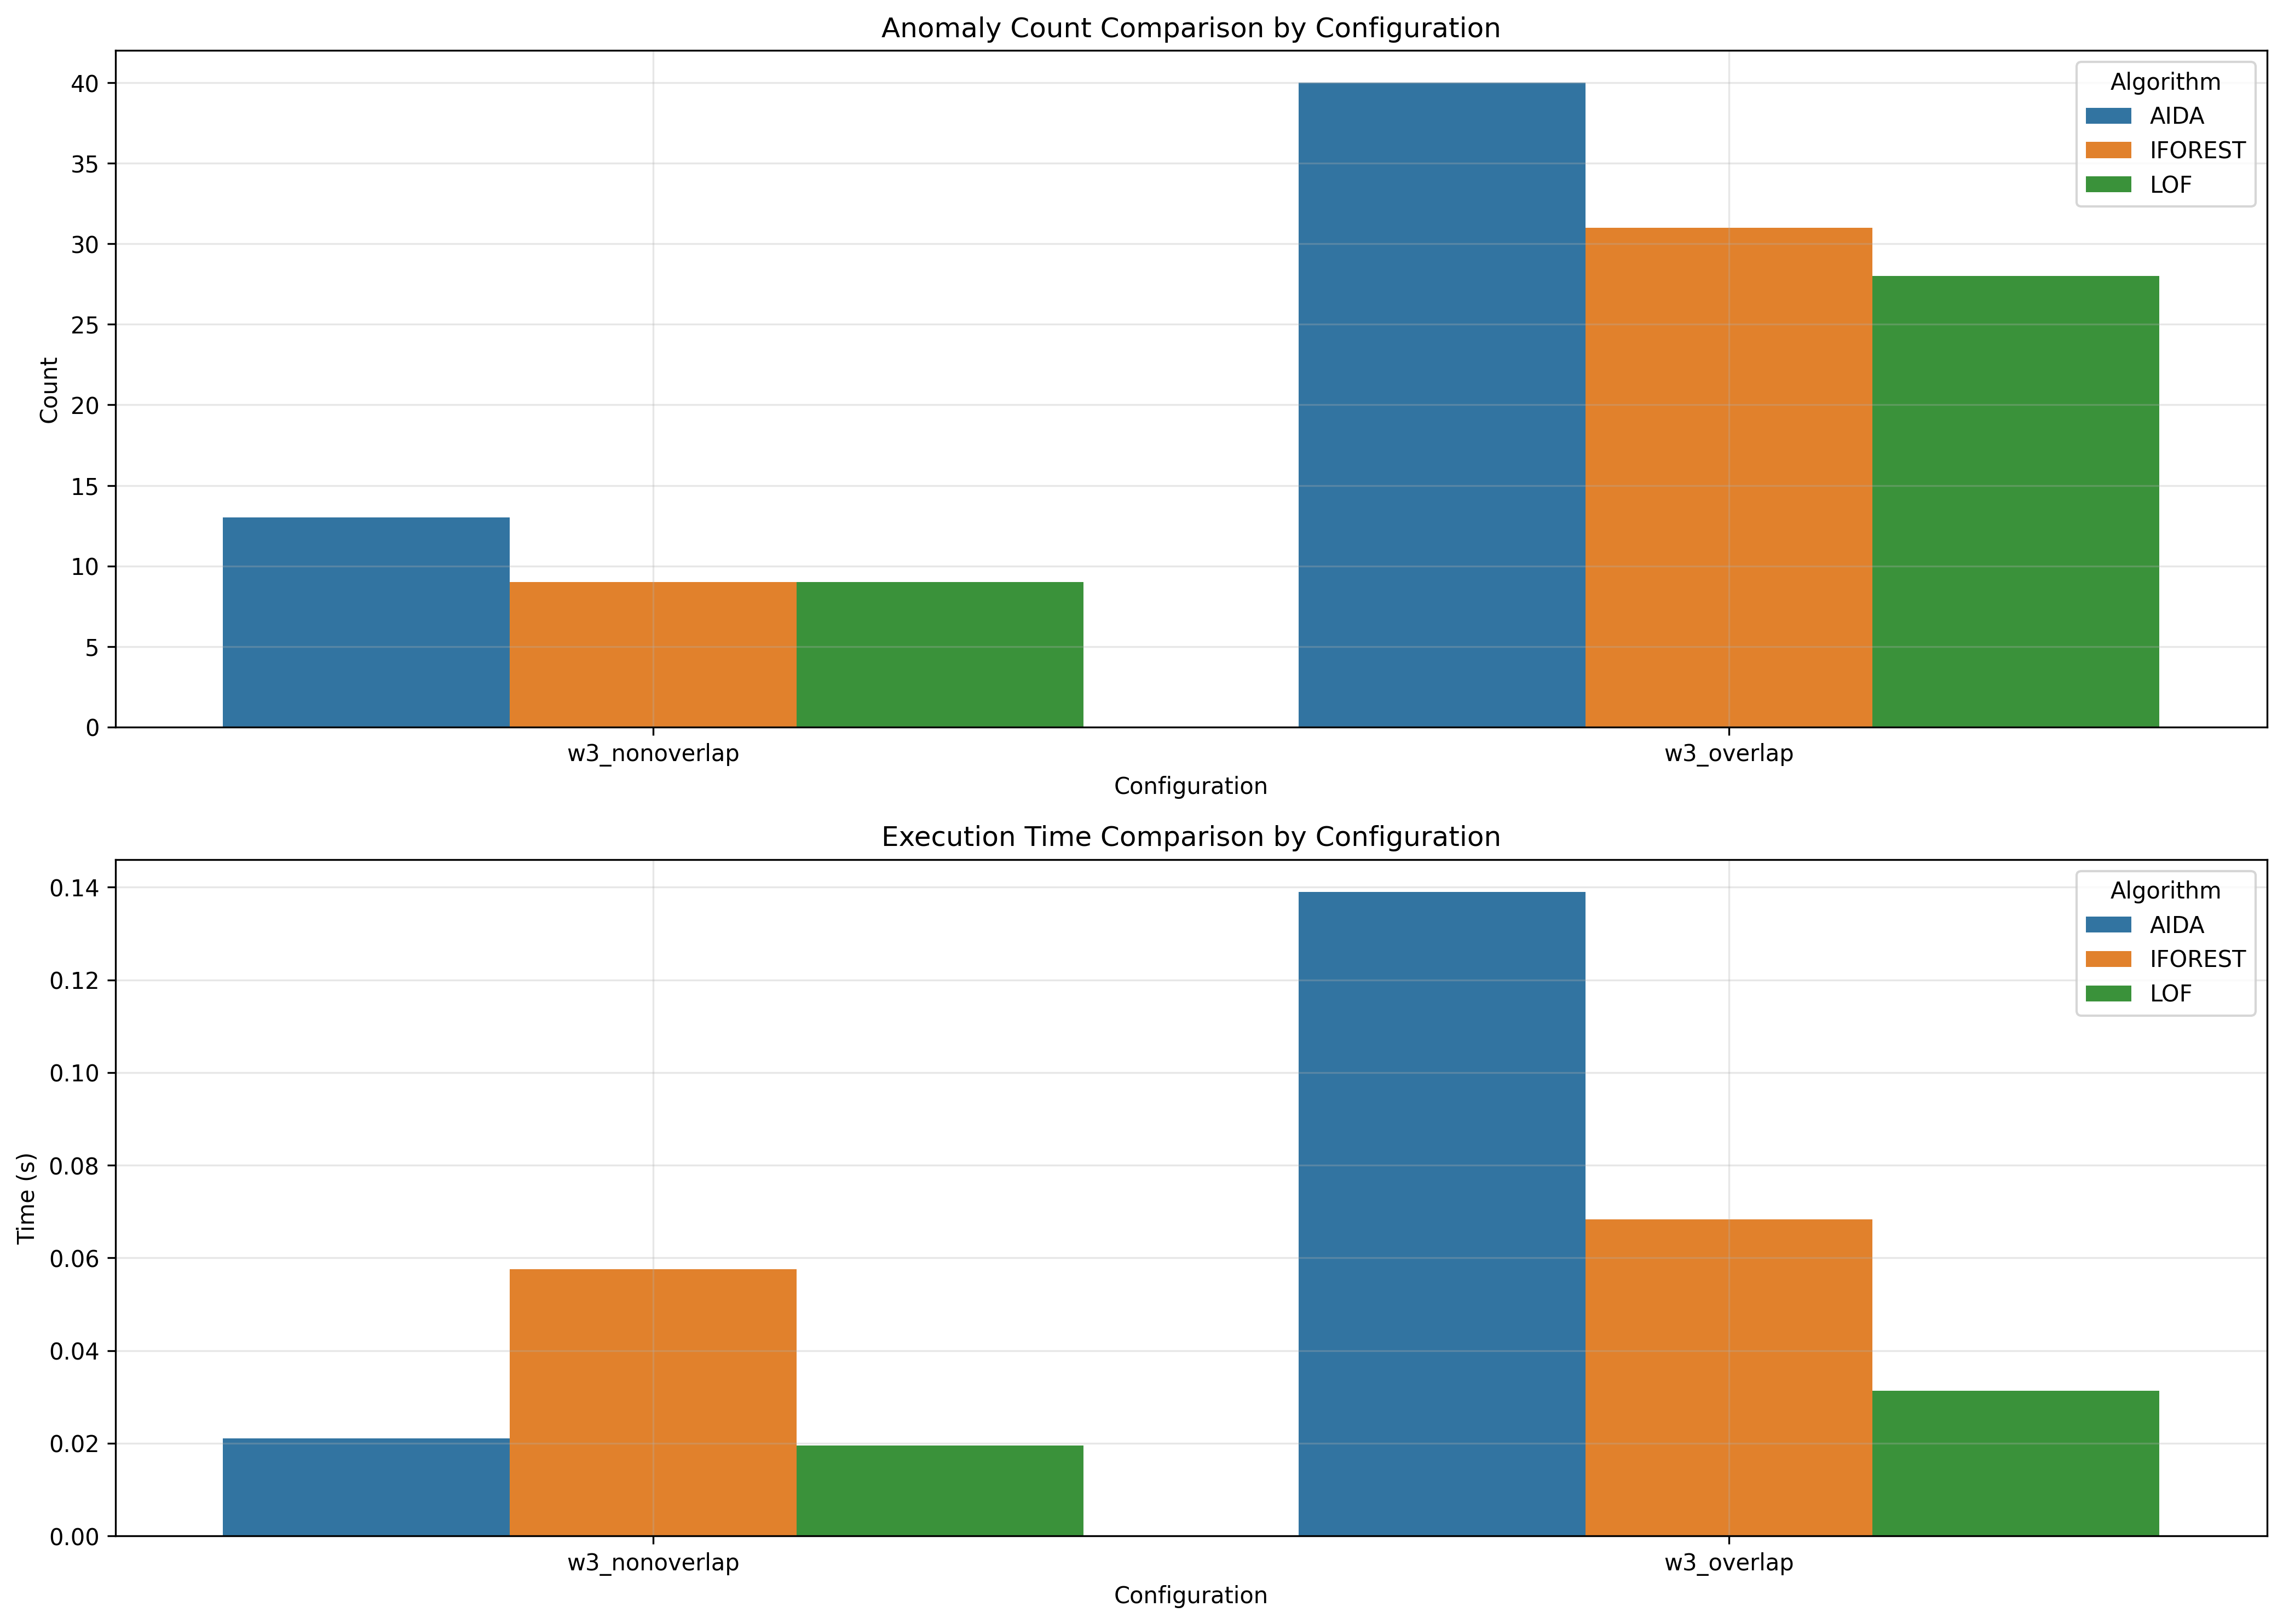 Anomaly Count Comparison by Configuration
40
35
30
25
20
15
10
5
0
Count
Algorithm
AIDA
IFOREST
LOF
w3_nonoverlap
w3_overlap
Configuration
Execution Time Comparison by Configuration
0.14
0.12
0.10
0.08
0.06
0.04
0.02
0.00
Time (s)
Algorithm
AIDA
IFOREST
LOF
w3_nonoverlap
w3_overlap
Configuration